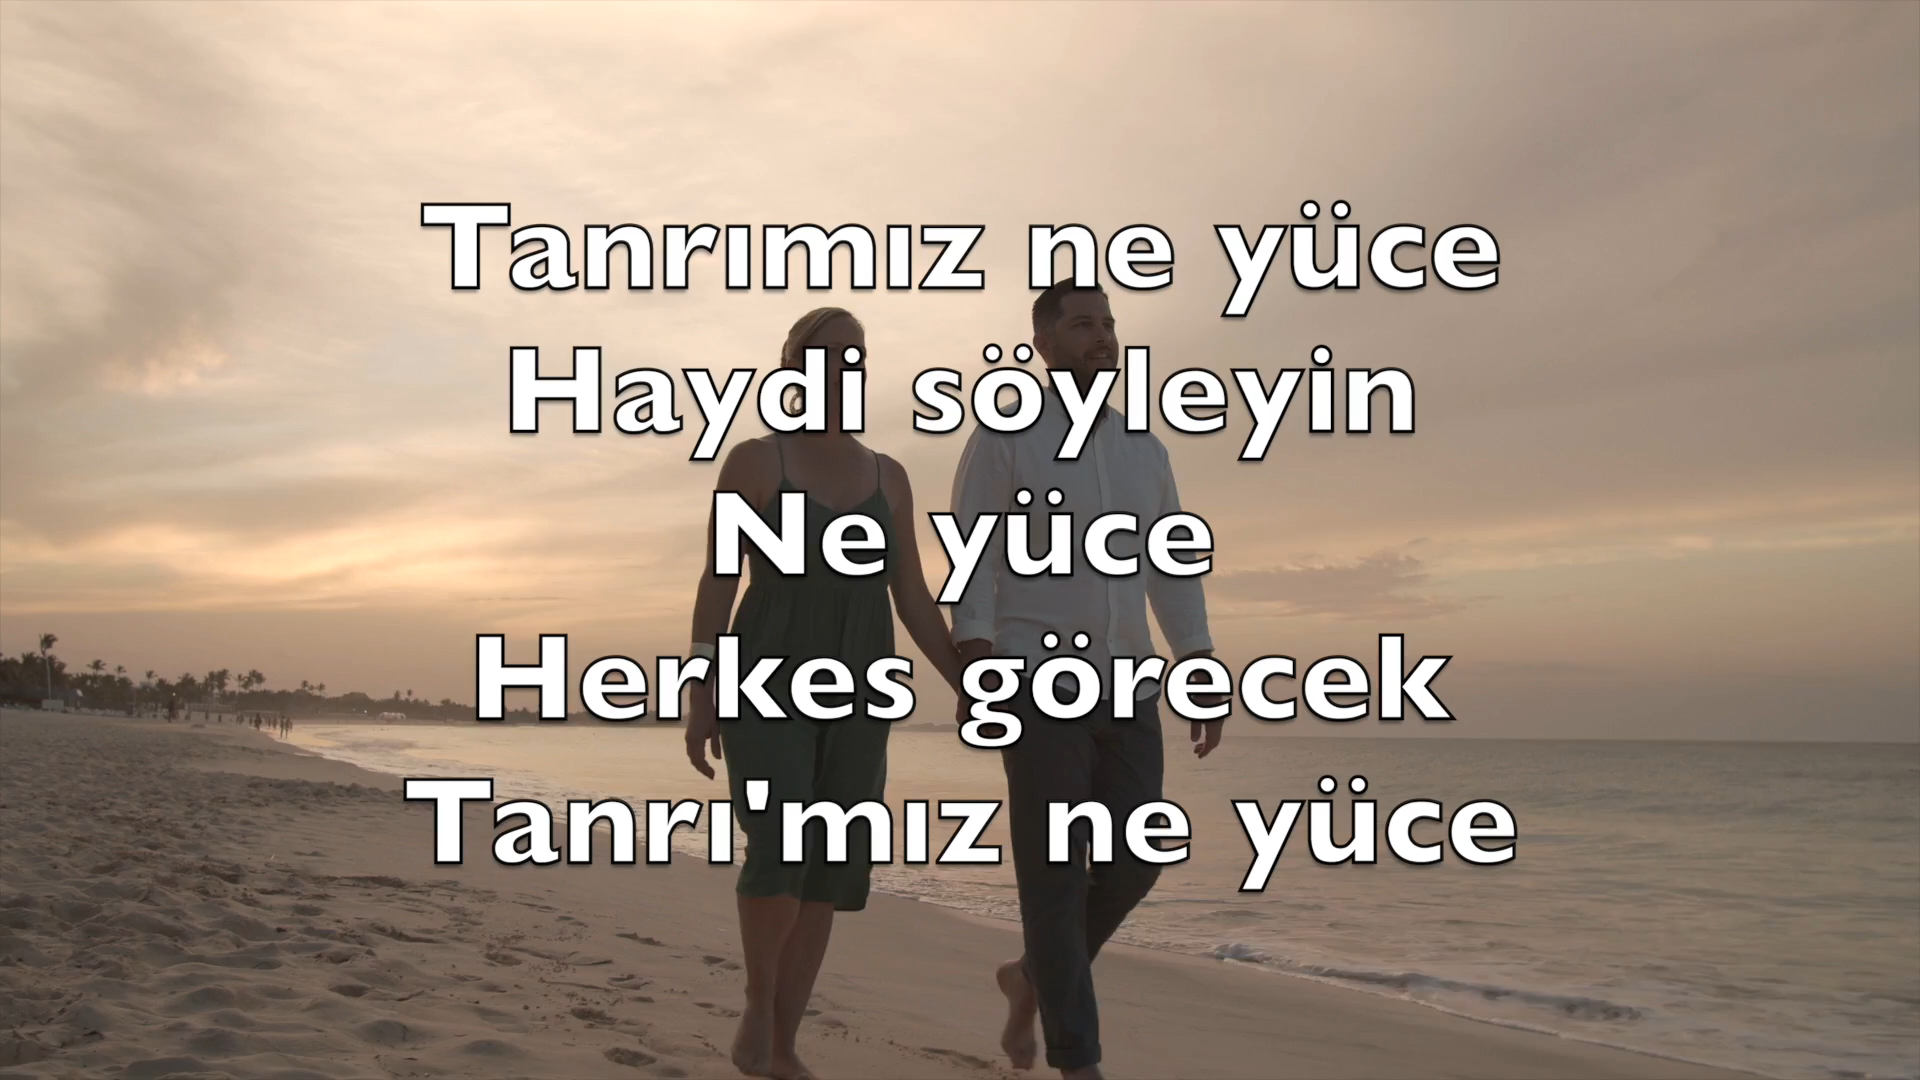 Tanrımız ne yüce
Haydi söyleyin
Ne yüce
Herkes görecek
Tanrı'mız ne yüce